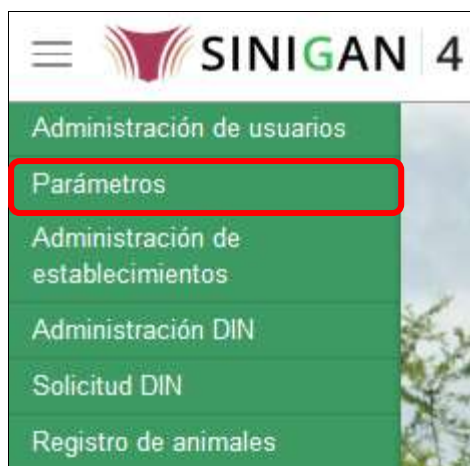 SINIGAN 4
Administración de usuarios
Parámetros
Administración de
establecimientos
Administración DIN
Solicitud DIN
Registro de animales